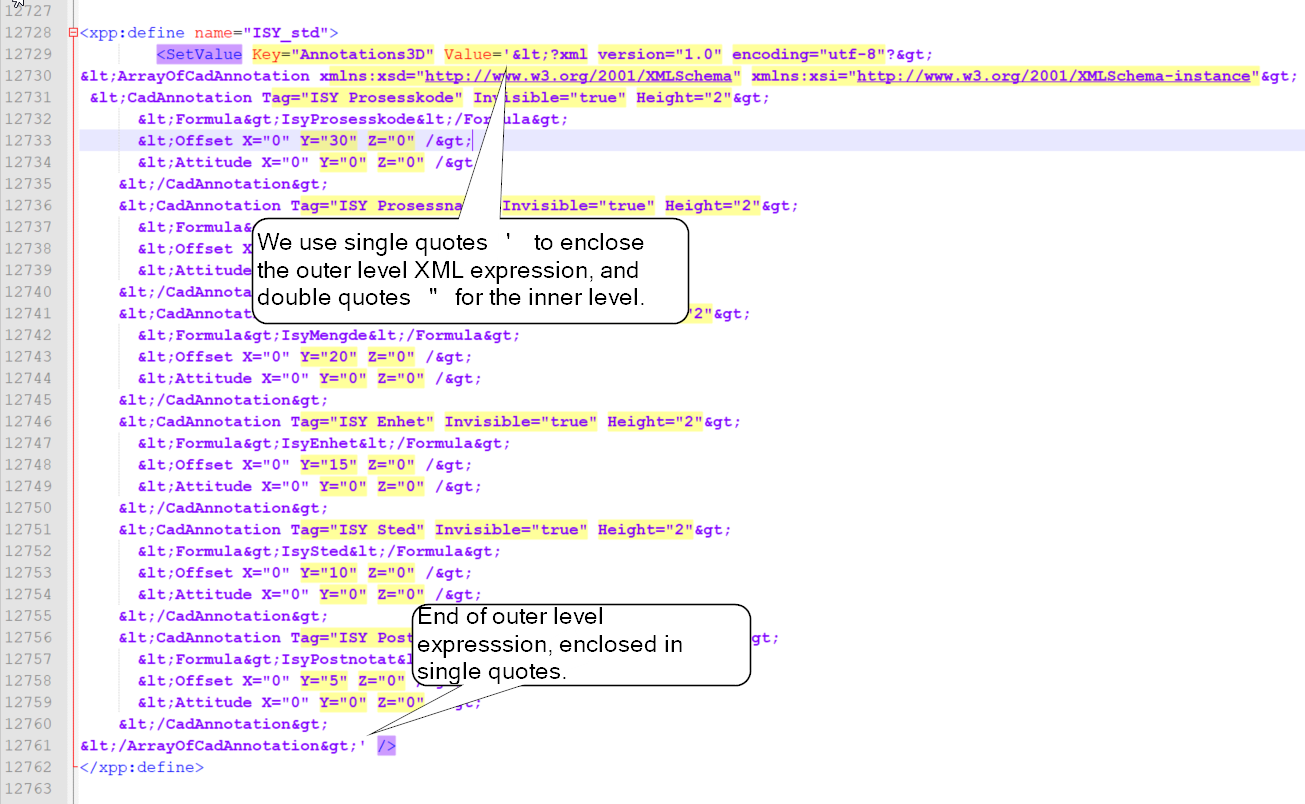 12727
12728 <xpp:define name="ISY_std">
12729 <SetValue Key="Annotations3D" Value='&lt;?xml version="1.0" encoding="utf-8"?&gt;
12730 &lt;ArrayOfCadAnnotation xmlns:xsd="http://www.w3.org/2001/XMLSchema" xmlns:xsi="http://www.w3.org/2001/XMLSchema-instance"&gt;
12731 &lt;CadAnnotation Tag="ISY Prosesskode" Invisible="true" Height="2"&gt;
12732 &lt;Formula&gt;IsyProsesskode&lt;/Formula&gt;
12733 &lt;Offset X="0" Y="30" Z="0" /&gt;
12734 &lt;Attitude X="0" Y="0" Z="0" /&gt
12735 &lt;/CadAnnotation&gt;
12736 &lt;CadAnnotation Tag="ISY Prosessna Invisible="true" Height="2"&gt;
12737 &lt;Formula&
12738 &lt;Offset X
12739 &lt;Attitude
12740 &lt;/CadAnnota
12741 &lt;CadAnnotat "2"&gt;
We use single quotes ' to enclose
the outer level XML expression, and
double quotes " for the inner level.
12742 &lt;Formula&gt;IsyMengde&lt;/Formula&gt;
12743 &lt;Offset X="0" Y="20" Z="0" /&gt;
12744 &lt;Attitude X="0" Y="0" Z="0" /&gt;
12745 &lt;/CadAnnotation&gt;
12746 &lt;CadAnnotation Tag="ISY Enhet" Invisible="true" Height="2"&gt;
12747 &lt;Formula&gt;IsyEnhet&lt;/Formula&gt;
12748 &lt;Offset X="0" Y="15" Z="0" /&gt;
12749 &lt;Attitude X="0" Y="0" Z="0" /&gt;
12750 &lt;/CadAnnotation&gt;
12751 &lt;CadAnnotation Tag="ISY Sted" Invisible="true" Height="2"&gt;
12752 &lt;Formula&gt;IsySted&lt;/Formula&gt;
12753 &lt;Offset X="0" Y="10" Z="0" /&gt;
12754 &lt;Attitude X="0" Y="0" Z="0" /&gt;
12755 &lt;/CadAnnotation&gt;
12756 &lt;CadAnnotation Tag="ISY Post gt;
12757 &lt;Formula&gt;IsyPostnotat&l
12758 &lt;Offset X="0" Y="5" Z="0"
12759 &lt;Attitude X="0" Y="0" Z="0"
End of outer level
expresssion, enclosed in
single quotes.
12760 &lt;/CadAnnotation&gt;
12761 &lt;/ArrayOfCadAnnotation&gt;' />
12762 </xpp:define>
12763